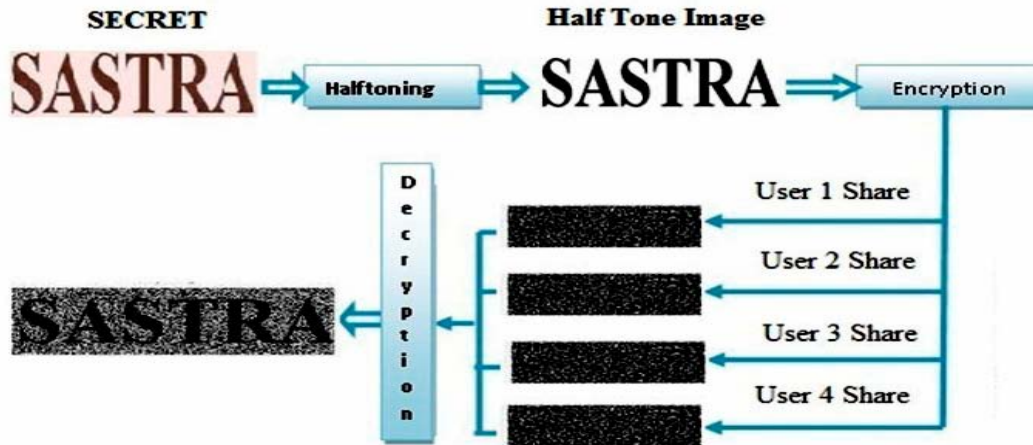 SECRET
Half Tone Image
SASTRA
Halftoning
SASTRA
Encryption
User 1 Share
User 2 Share
User 3 Share
User 4 Share
Decryption
SASTRA